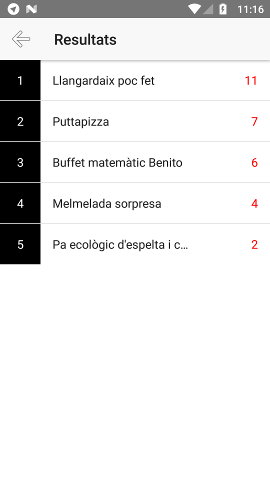 11:16
Resultats
1 Llangardaix poc fet 11
2 Puttapizza 7
3 Buffet matemàtic Benito 6
4 Melmelada sorpresa 4
5 Pa ecològic d'espelta i c... 2